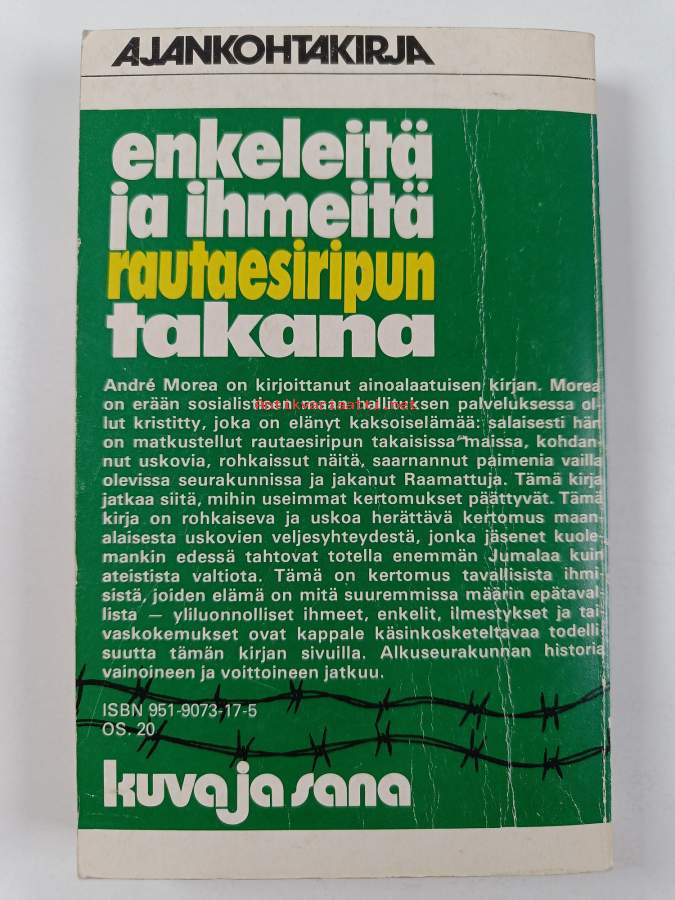 AJANKOHTAKIRJA
enkeleitä
ja ihmeitä
rautaesiripun
takana
André Morea on kirjoittanut ainoalaatuisen kirjan. Morea
on erään sosialistisen maan hallituksen palveluksessa ol-
lut kristitty, joka on elänyt kaksoiselämää: salaisesti hän
on matkustellut rautaesiripun takaisissa maissa, kohdan-
nut uskovia, rohkaissut näitä, saarnannut paimenia vailla
olevissa seurakunnissa ja jakanut Raamattuja. Tämä kirja
jatkaa siitä, mihin useimmat kertomukset päättyvät. Tämä
kirja on rohkaiseva ja uskoa herättävä kertomus maan-
alaisesta uskovien veljesyhteydestä, jonka jäsenet kuole-
mankin edessä tahtovat totella enemmän Jumalaa kuin
ateistista valtiota. Tämä on kertomus tavallisista ihmi-
sistä, joiden elämä on mitä suuremmissa määrin epätaval-
lista — yliluonnolliset ihmeet, enkelit, ilmestykset ja tai-
vaskokemukset ovat kappale käsinkosketeltavaa todelli-
suutta tämän kirjan sivuilla. Alkuseurakunnan historia
vainoineen ja voittoineen jatkuu.
ISBN 951-9073-17-5
OS. 20
kuva ja sana